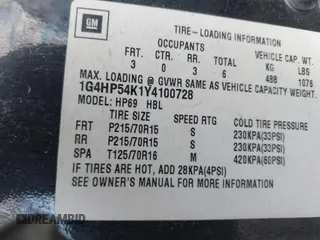 GM
TIRE-LOADING INFORMATION
OCCUPANTS VEHICLE CAP.
FRT CTR RR TOTAL KG LBS
3 0 3 6 488 1076
MAX. LOADING @ GVWR SAME AS VEHICLE CAPACITY WEIGHT
1G4HP54K1Y4100728
MODEL: HP69 HBL
TIRE SIZE SPEED RTG COLD TIRE PRESSURE
FRT P215/70R15 S 230KPA(33PSI)
RR P215/70R15 S 230KPA(33PSI)
SPA T125/70R16 M 420KPA(60PSI)
IF TIRES ARE HOT, ADD 28KPA(4PSI)
SEE OWNER'S MANUAL FOR ADDITIONAL